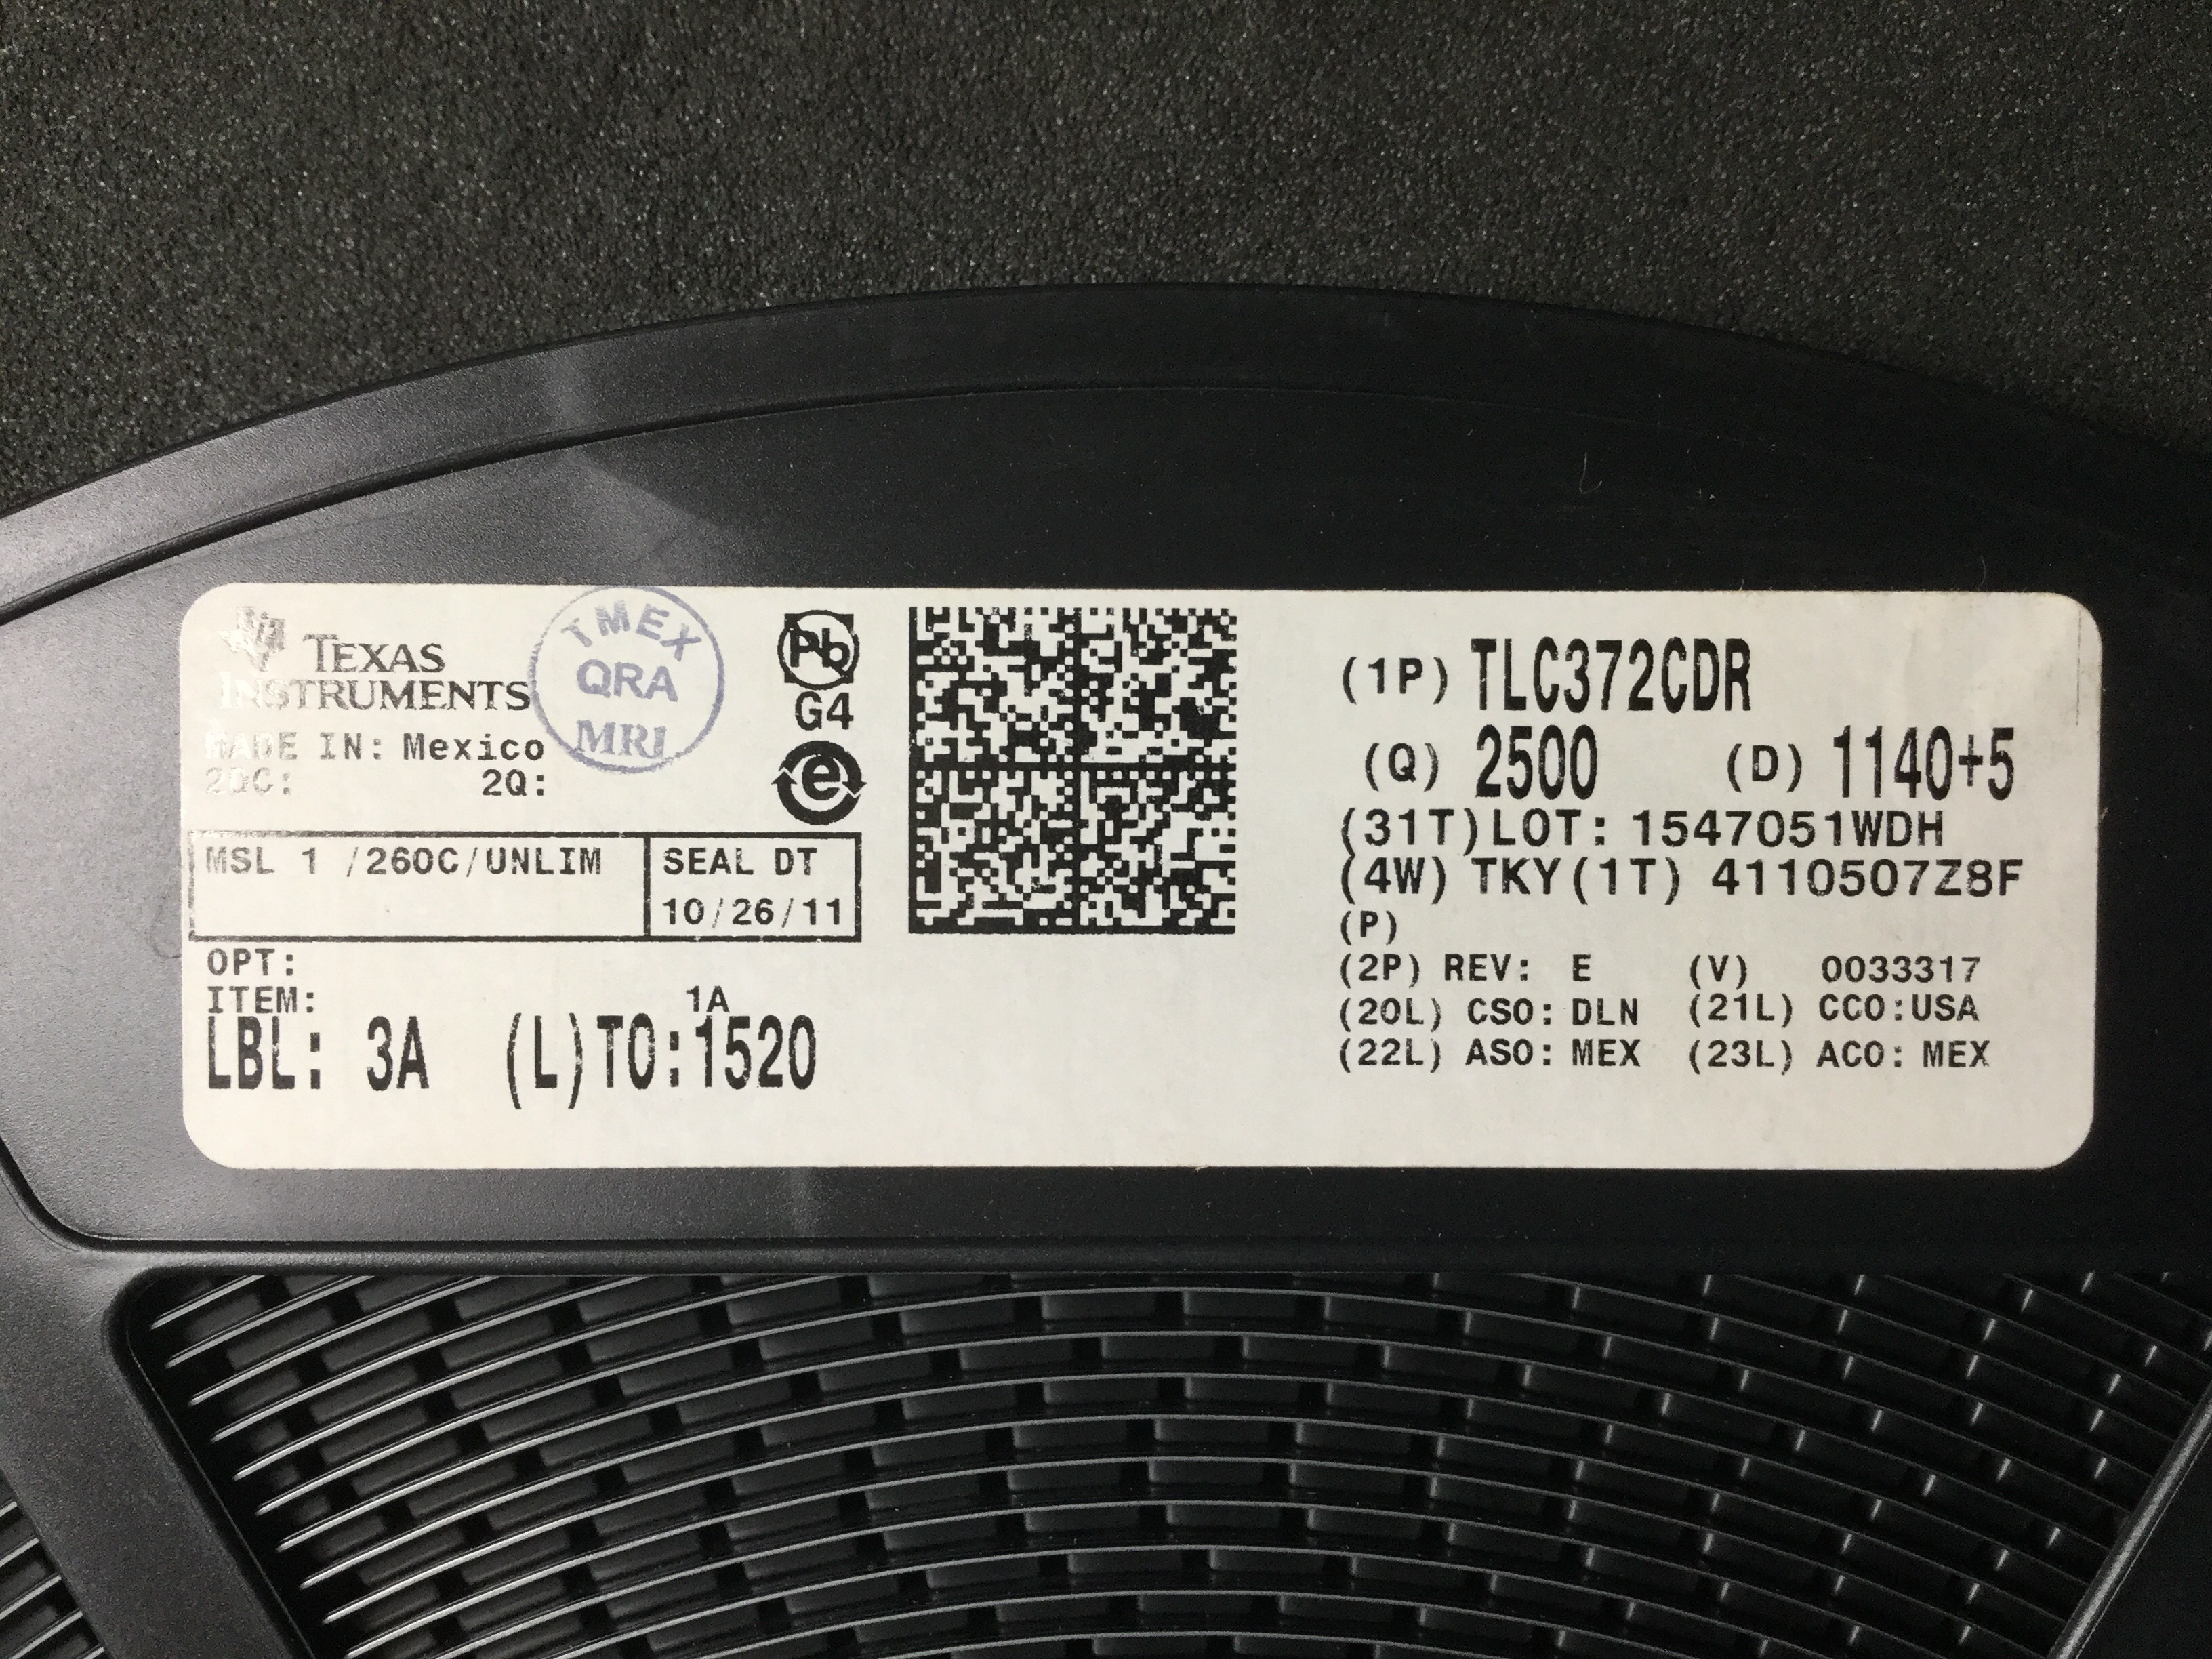 TEXAS
INSTRUMENTS
MADE IN: Mexico
2DC: 2Q:
TMEX
QRA
MRI
Pb
G4
e
MSL 1 /260C/UNLIM
SEAL DT
10/26/11
OPT:
ITEM: 1A
LBL: 3A (L)TO:1520
(1P) TLC372CDR
(Q) 2500 (D) 1140+5
(31T)LOT: 1547051WDH
(4W) TKY(1T) 4110507Z8F
(P)
(2P) REV: E (V) 0033317
(20L) CSO: DLN (21L) CCO:USA
(22L) ASO: MEX (23L) ACO: MEX